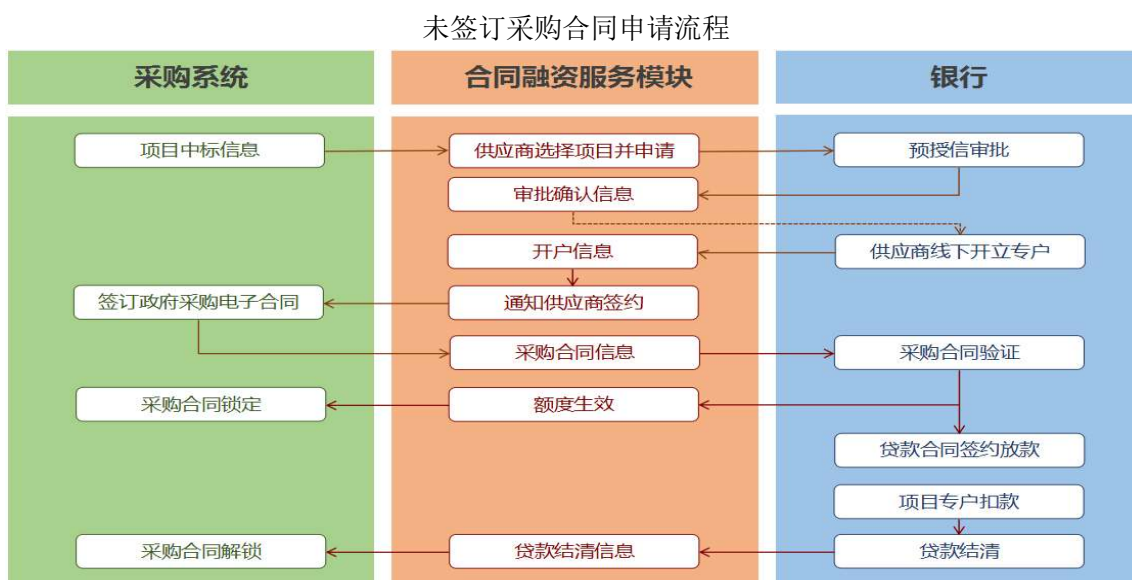 未签订采购合同申请流程
采购系统
合同融资服务模块
银行
项目中标信息
供应商选择项目并申请
预授信审批
审批确认信息
开户信息
供应商线下开立专户
签订政府采购电子合同
通知供应商签约
采购合同信息
采购合同验证
采购合同锁定
额度生效
贷款合同签约放款
项目专户扣款
采购合同解锁
贷款结清信息
贷款结清